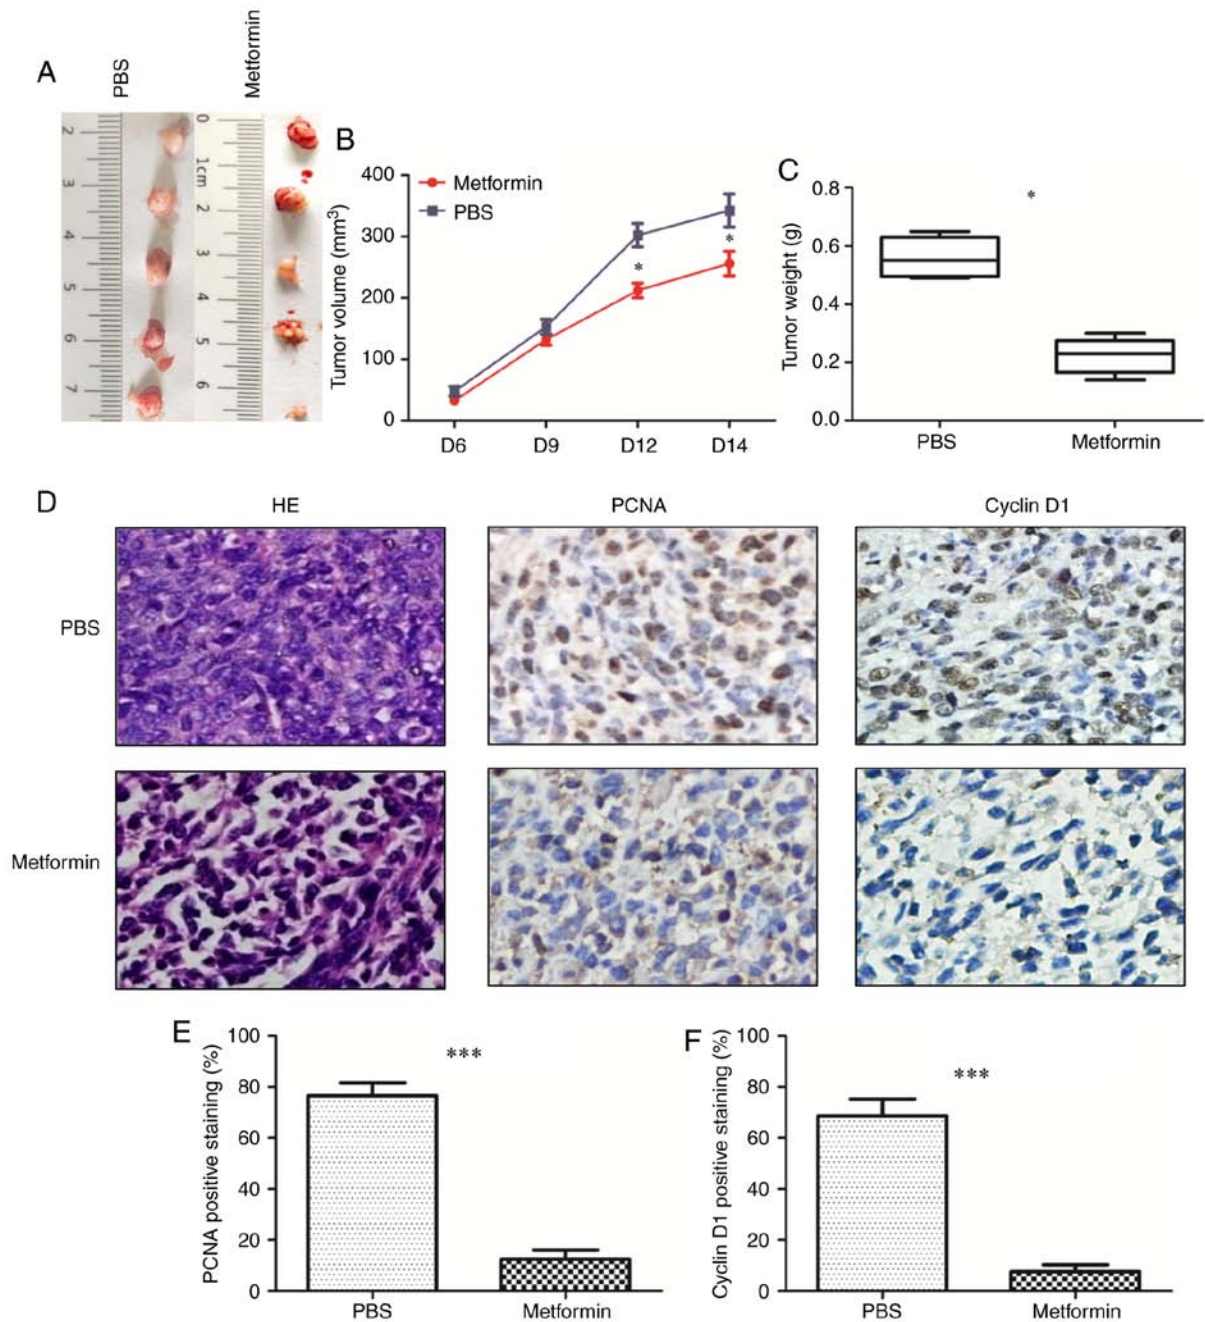 A
PBS
Metformin
2
3
4
5
6
7
0
1cm
2
3
4
5
6
B
Tumor volume (mm³)
400
300
200
100
0
Metformin
PBS
*
*
D6
D9
D12
D14
C
Tumor weight (g)
0.8
0.6
0.4
0.2
0.0
*
PBS
Metformin
D
HE
PCNA
Cyclin D1
PBS
Metformin
E
PCNA positive staining (%)
100
80
60
40
20
0
***
PBS
Metformin
F
Cyclin D1 positive staining (%)
100
80
60
40
20
0
***
PBS
Metformin